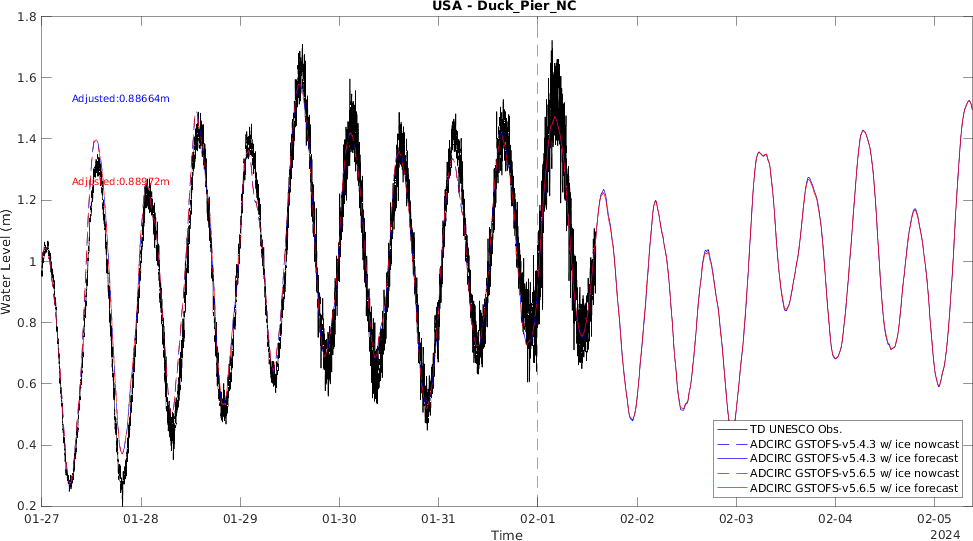 USA - Duck_Pier_NC
1.8
1.6
1.4
1.2
1
0.8
0.6
0.4
0.2
Water Level (m)
Adjusted:0.88664m
Adjusted:0.88972m
TD UNESCO Obs.
ADCIRC GSTOFS-v5.4.3 w/ ice nowcast
ADCIRC GSTOFS-v5.4.3 w/ ice forecast
ADCIRC GSTOFS-v5.6.5 w/ ice nowcast
ADCIRC GSTOFS-v5.6.5 w/ ice forecast
01-27 01-28 01-29 01-30 01-31 02-01 02-02 02-03 02-04 02-05
Time
2024